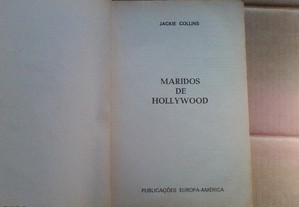 JACKIE COLLINS
MARIDOS
DE
HOLLYWOOD
PUBLICAÇÕES EUROPA-AMÉRICA